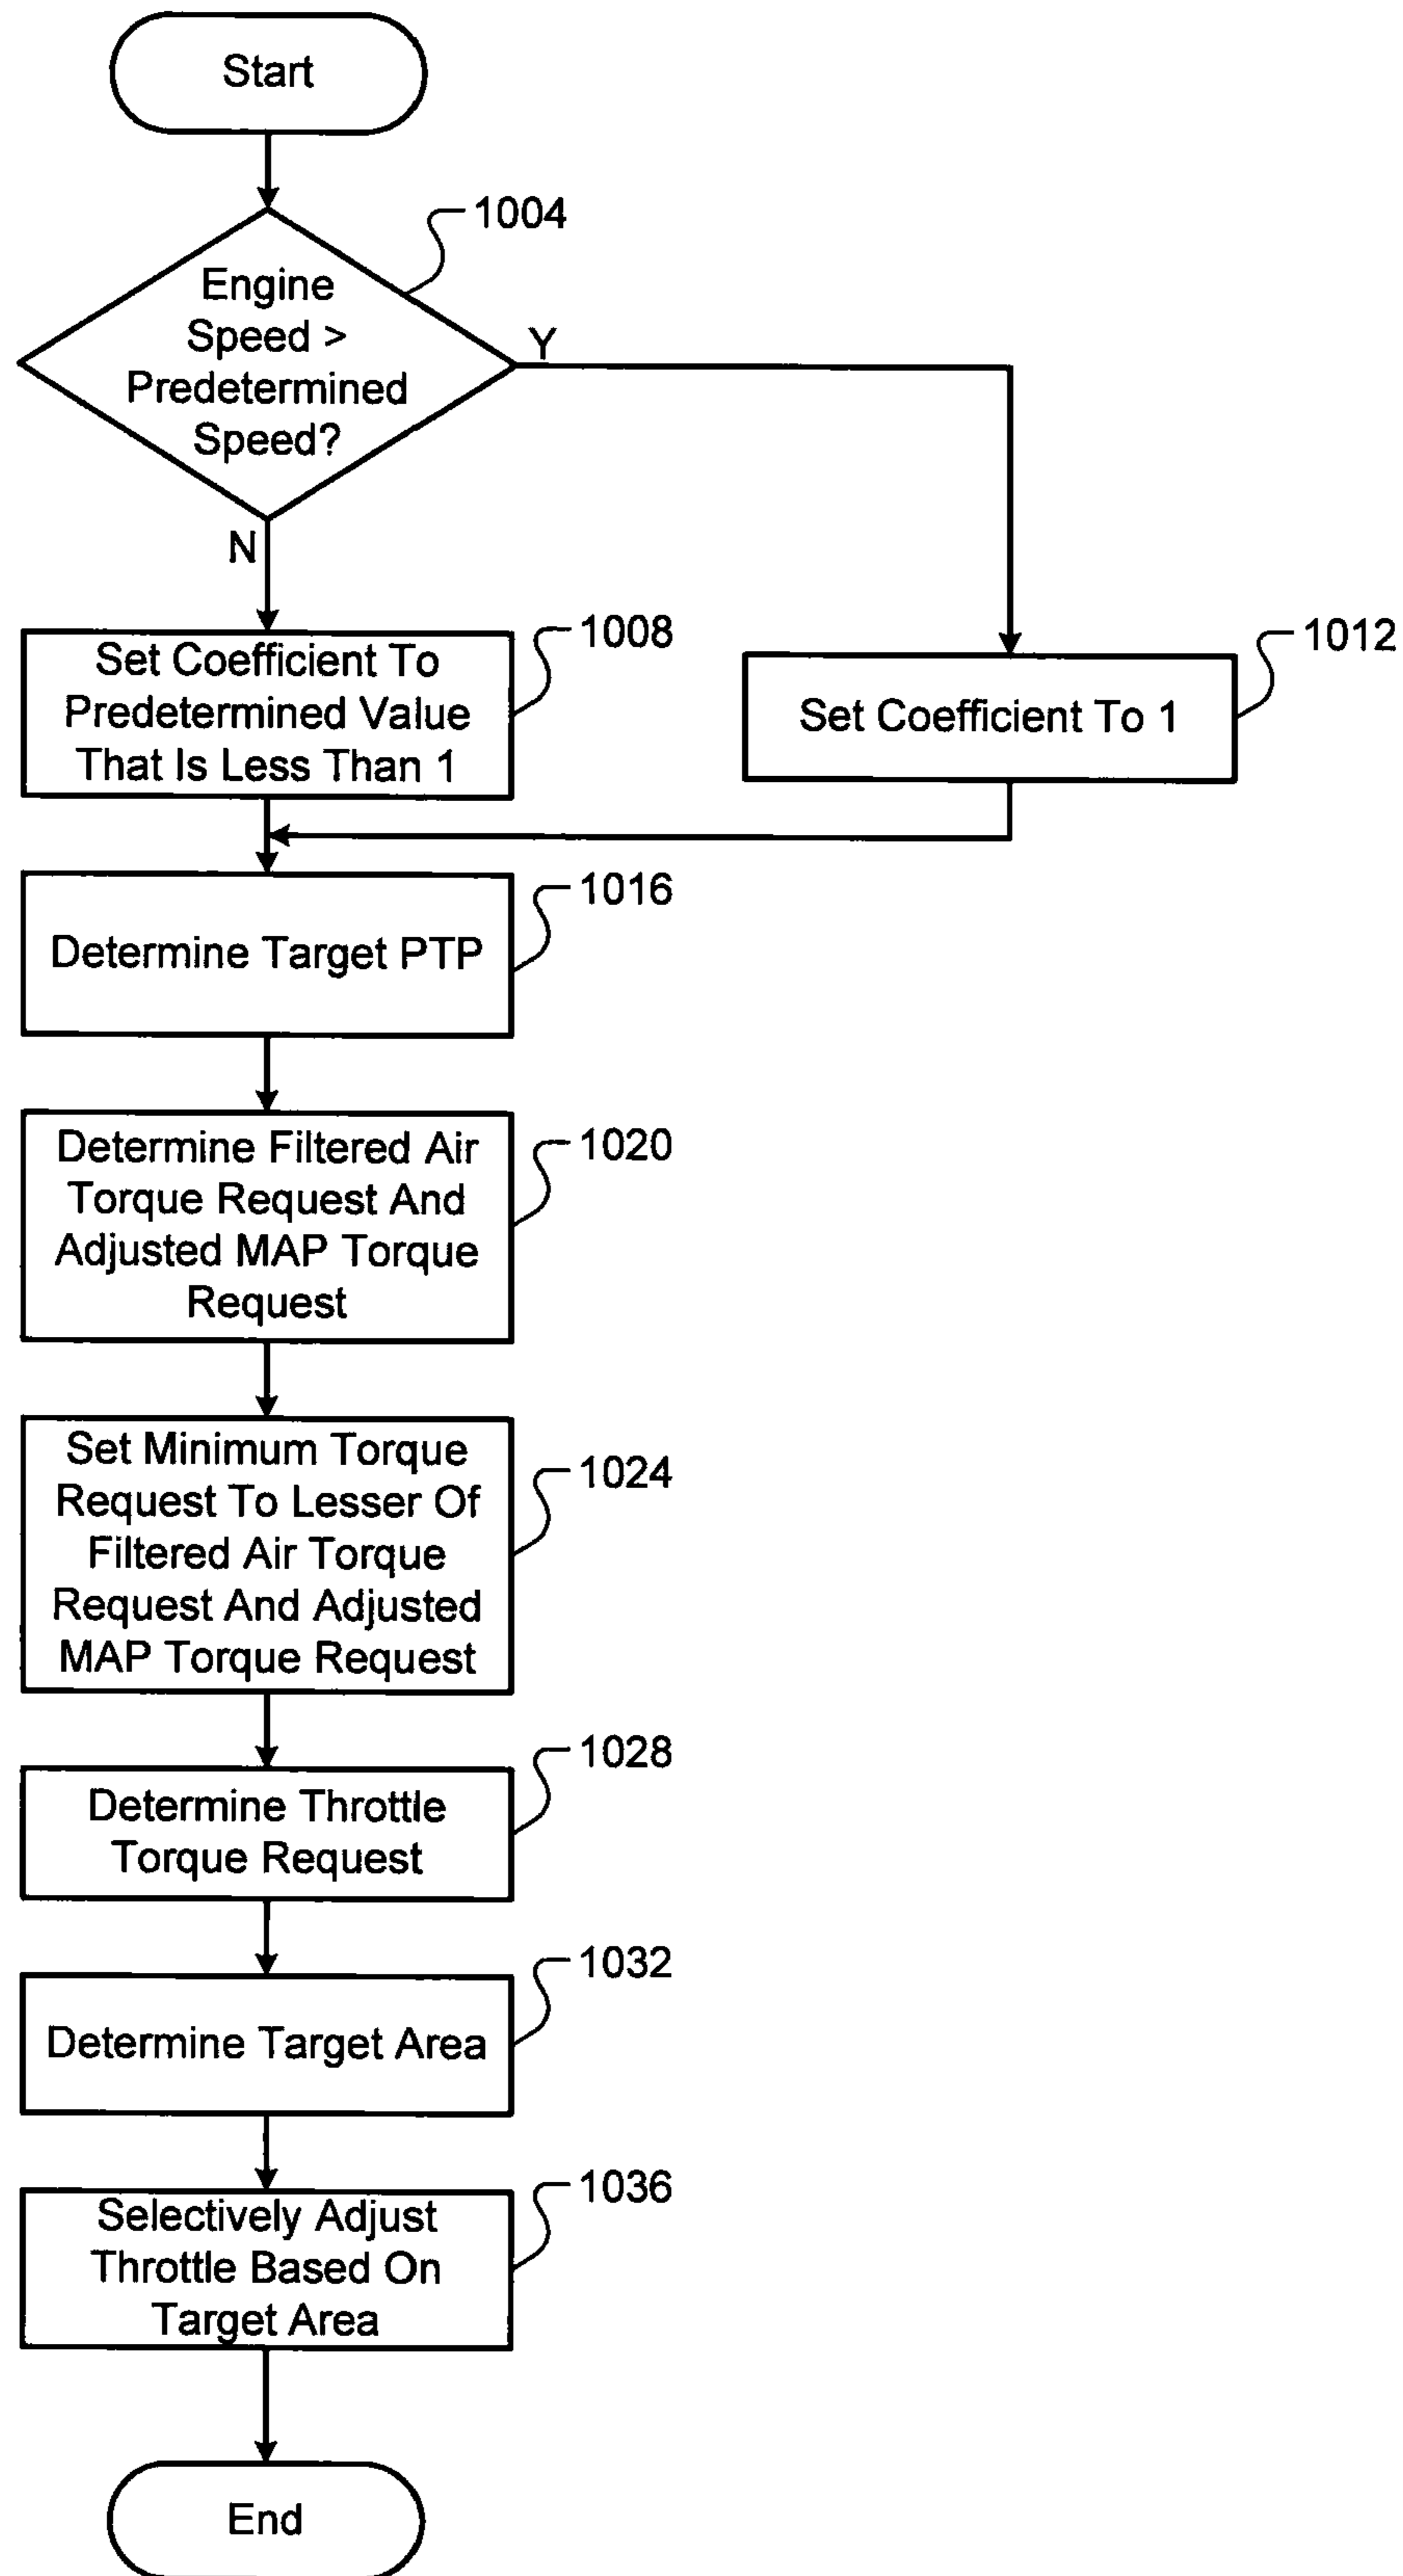 Start
1004
Engine
Speed >
Predetermined
Speed?
Y
N
1008
Set Coefficient To
Predetermined Value
That Is Less Than 1
1012
Set Coefficient To 1
1016
Determine Target PTP
1020
Determine Filtered Air
Torque Request And
Adjusted MAP Torque
Request
1024
Set Minimum Torque
Request To Lesser Of
Filtered Air Torque
Request And Adjusted
MAP Torque Request
1028
Determine Throttle
Torque Request
1032
Determine Target Area
1036
Selectively Adjust
Throttle Based On
Target Area
End